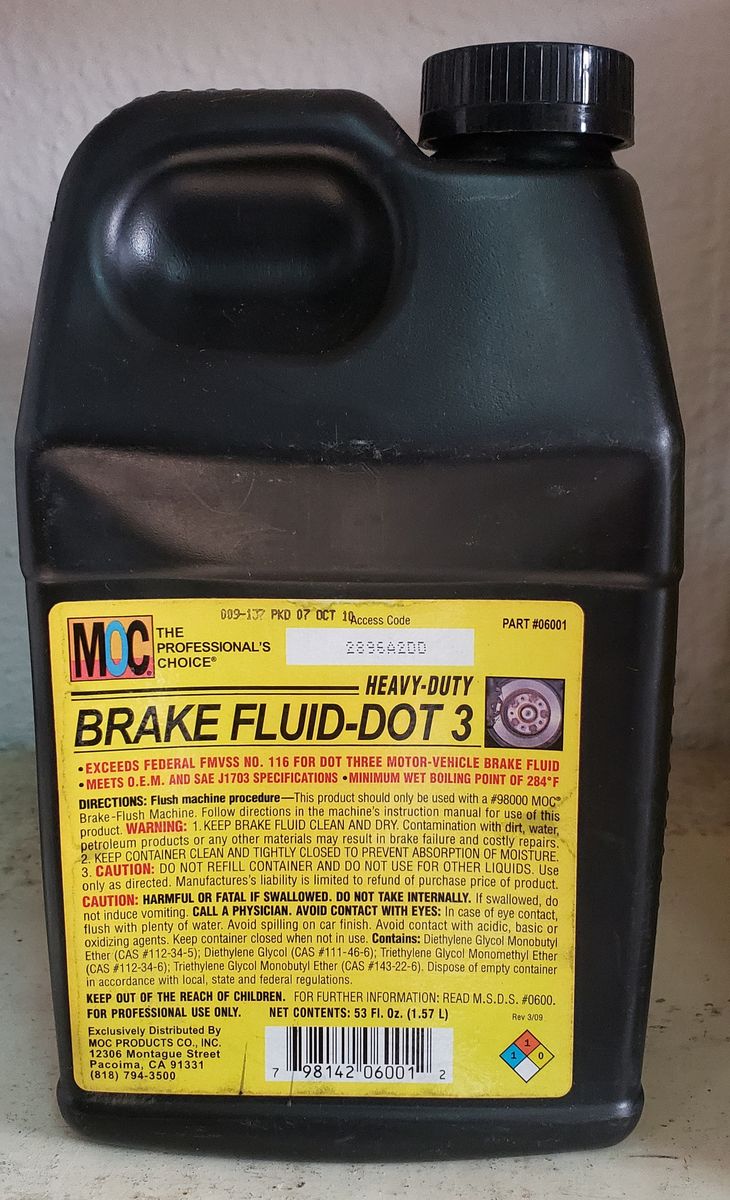 009-137 PKD 07 OCT 10
Access Code
PART #06001
MOC
THE
PROFESSIONAL'S
CHOICE®
2896A2DD
HEAVY-DUTY
BRAKE FLUID-DOT 3
•EXCEEDS FEDERAL FMVSS NO. 116 FOR DOT THREE MOTOR-VEHICLE BRAKE FLUID
•MEETS O.E.M. AND SAE J1703 SPECIFICATIONS •MINIMUM WET BOILING POINT OF 284°F
DIRECTIONS: Flush machine procedure—This product should only be used with a #98000 MOC®
Brake-Flush Machine. Follow directions in the machine's instruction manual for use of this
product. WARNING: 1. KEEP BRAKE FLUID CLEAN AND DRY. Contamination with dirt, water,
petroleum products or any other materials may result in brake failure and costly repairs.
2. KEEP CONTAINER CLEAN AND TIGHTLY CLOSED TO PREVENT ABSORPTION OF MOISTURE.
3. CAUTION: DO NOT REFILL CONTAINER AND DO NOT USE FOR OTHER LIQUIDS. Use
only as directed. Manufactures's liability is limited to refund of purchase price of product.
CAUTION: HARMFUL OR FATAL IF SWALLOWED. DO NOT TAKE INTERNALLY. If swallowed, do
not induce vomiting. CALL A PHYSICIAN. AVOID CONTACT WITH EYES: In case of eye contact,
flush with plenty of water. Avoid spilling on car finish. Avoid contact with acidic, basic or
oxidizing agents. Keep container closed when not in use. Contains: Diethylene Glycol Monobutyl
Ether (CAS #112-34-5); Diethylene Glycol (CAS #111-46-6); Triethylene Glycol Monomethyl Ether
(CAS #112-34-6); Triethylene Glycol Monobutyl Ether (CAS #143-22-6). Dispose of empty container
in accordance with local, state and federal regulations.
KEEP OUT OF THE REACH OF CHILDREN. FOR FURTHER INFORMATION: READ M.S.D.S. #0600.
FOR PROFESSIONAL USE ONLY. NET CONTENTS: 53 Fl. Oz. (1.57 L)
Rev 3/09
Exclusively Distributed By
MOC PRODUCTS CO., INC.
12306 Montague Street
Pacoima, CA 91331
(818) 794-3500
7 98142 06001 2
1
1 0